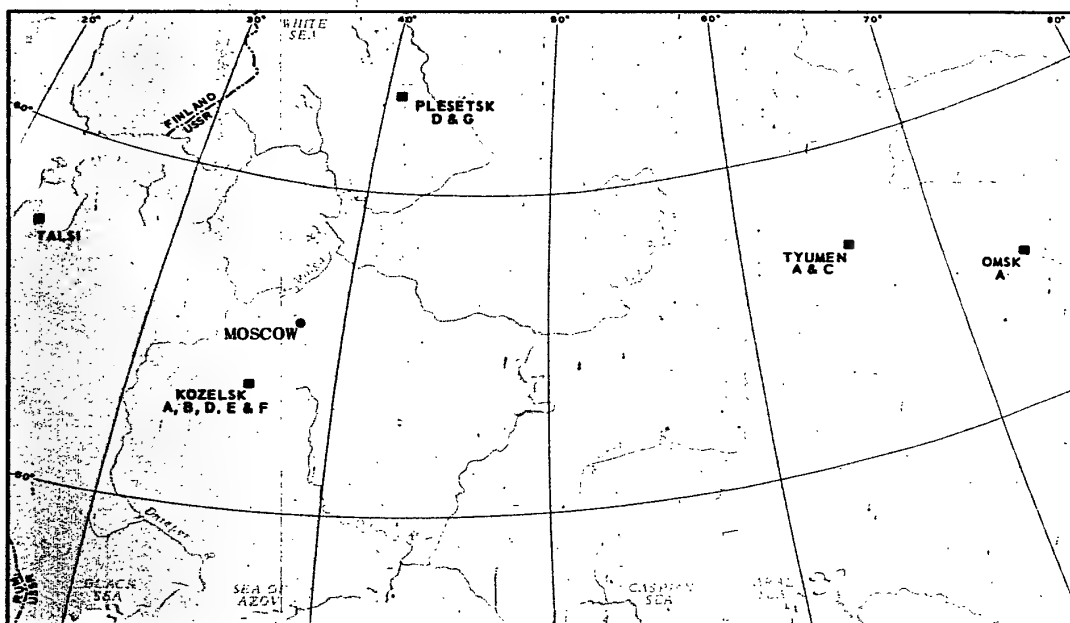 20°
30°
40°
50°
60°
70°
80°
WHITE
SEA
60°
FINLAND
USSR
PLESETSK
D & G
TALSI
TYUMEN
A & C
OMSK
A
MOSCOW
KOZELSK
A, B, D, E & F
50°
Dnieper
USSR
BLACK
SEA
SEA OF
AZOV
CASPIAN
SEA
ARAL